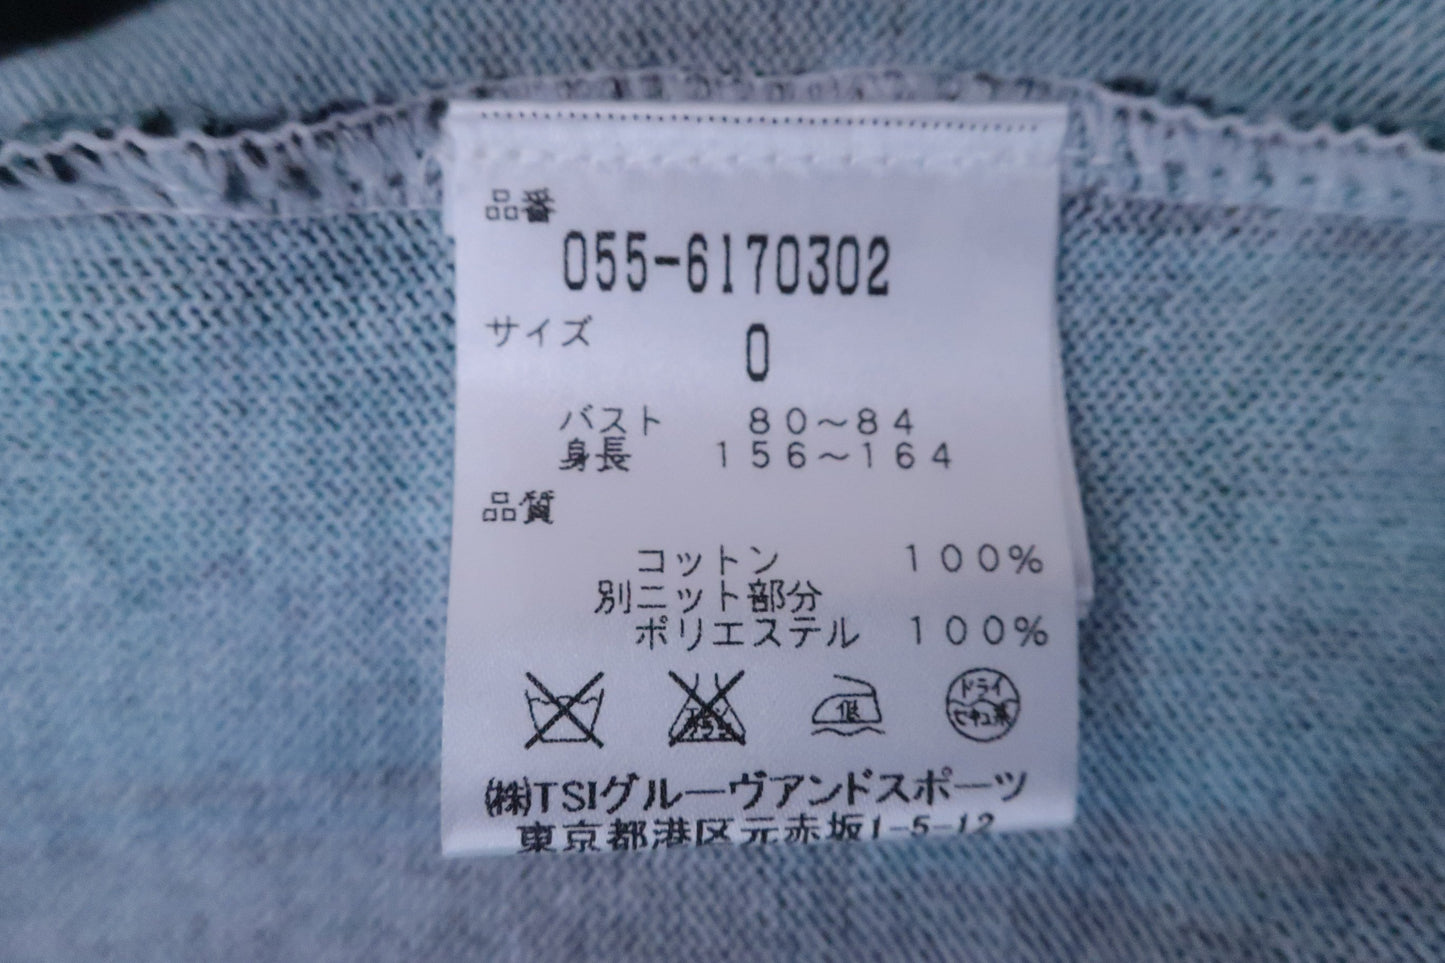 品番
055-6170302
サイズ 0
バスト 80～84
身長 156～164
品質
コットン 100%
別ニット部分
ポリエステル 100%
低 ドライ セキユ系
㈱TSIグルーヴアンドスポーツ
東京都港区元赤坂1-5-12